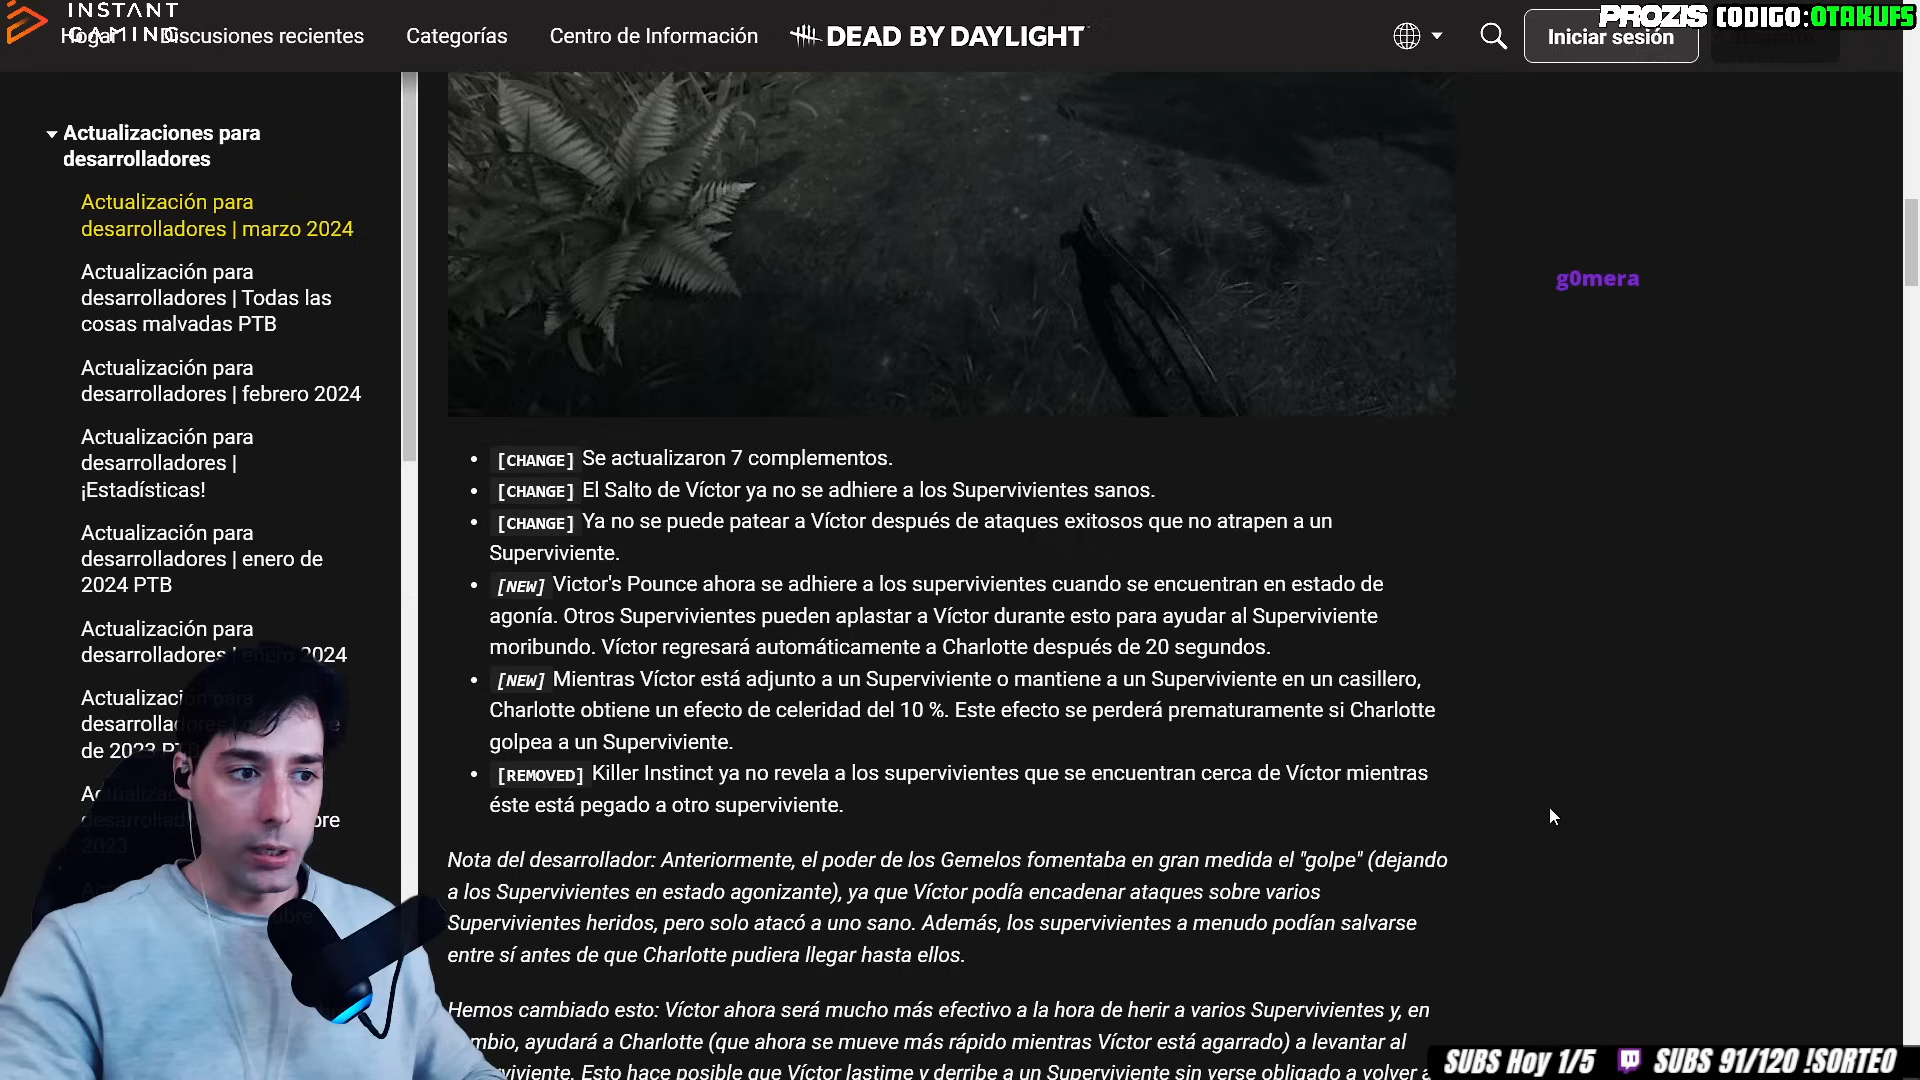 INSTANT
GAMING
Hogar Discusiones recientes Categorías Centro de Información DEAD BY DAYLIGHT Iniciar sesión
PROZIS CODIGO:OTAKUFS
Actualizaciones para
desarrolladores
Actualización para
desarrolladores | marzo 2024
Actualización para
desarrolladores | Todas las
cosas malvadas PTB
Actualización para
desarrolladores | febrero 2024
Actualización para
desarrolladores |
¡Estadísticas!
Actualización para
desarrolladores | enero de
2024 PTB
Actualización para
desarrolladores | enero 2024
Actualización para
de 2023 PTB
2023
g0mera
[CHANGE] Se actualizaron 7 complementos.
[CHANGE] El Salto de Víctor ya no se adhiere a los Supervivientes sanos.
[CHANGE] Ya no se puede patear a Víctor después de ataques exitosos que no atrapen a un
Superviviente.
[NEW] Victor's Pounce ahora se adhiere a los supervivientes cuando se encuentran en estado de
agonía. Otros Supervivientes pueden aplastar a Víctor durante esto para ayudar al Superviviente
moribundo. Víctor regresará automáticamente a Charlotte después de 20 segundos.
[NEW] Mientras Víctor está adjunto a un Superviviente o mantiene a un Superviviente en un casillero,
Charlotte obtiene un efecto de celeridad del 10 %. Este efecto se perderá prematuramente si Charlotte
golpea a un Superviviente.
[REMOVED] Killer Instinct ya no revela a los supervivientes que se encuentran cerca de Víctor mientras
éste está pegado a otro superviviente.
Nota del desarrollador: Anteriormente, el poder de los Gemelos fomentaba en gran medida el "golpe" (dejando
a los Supervivientes en estado agonizante), ya que Víctor podía encadenar ataques sobre varios
Supervivientes heridos, pero solo atacó a uno sano. Además, los supervivientes a menudo podían salvarse
entre sí antes de que Charlotte pudiera llegar hasta ellos.
Hemos cambiado esto: Víctor ahora será mucho más efectivo a la hora de herir a varios Supervivientes y, en
mbio, ayudará a Charlotte (que ahora se mueve más rápido mientras Víctor está agarrado) a levantar al
viviente. Esto hace posible que Víctor lastime y derribe a un Superviviente sin verse obligado a volver a
SUBS Hoy 1/5 SUBS 91/120 !SORTEO